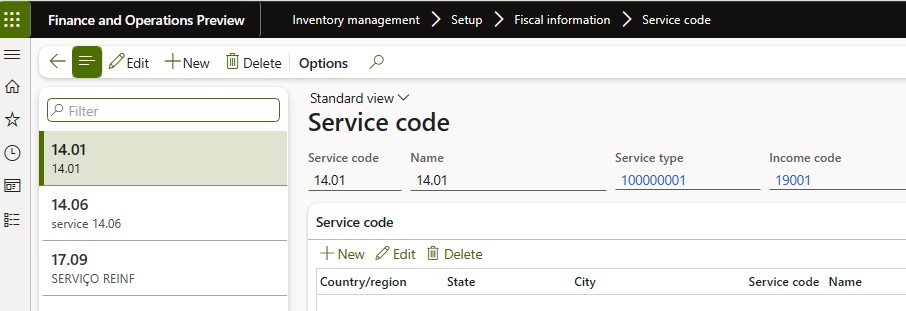 Finance and Operations Preview
Inventory management > Setup > Fiscal information > Service code
Edit New Delete Options
Filter
14.01
14.01
14.06
service 14.06
17.09
SERVIÇO REINF
Standard view
Service code
Service code Name Service type Income code
14.01 14.01 100000001 19001
Service code
New Edit Delete
Country/region State City Service code Name